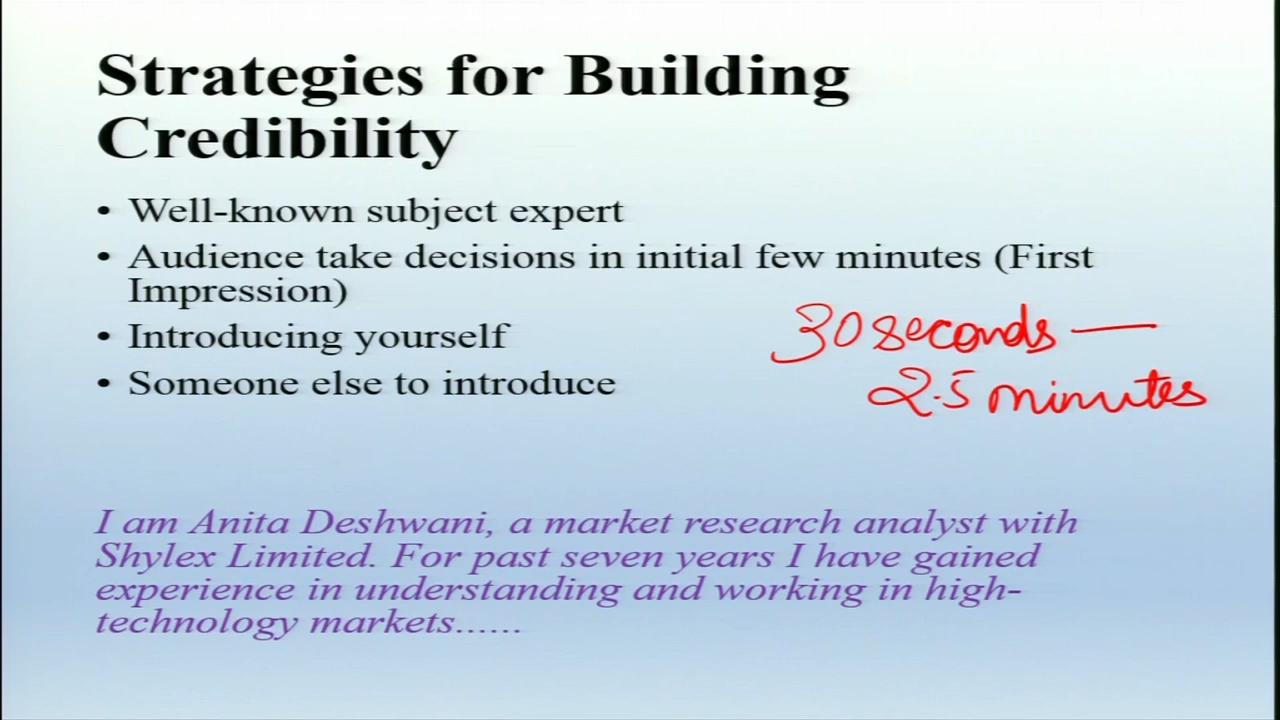 Strategies for Building
Credibility
• Well-known subject expert
• Audience take decisions in initial few minutes (First
Impression)
• Introducing yourself
• Someone else to introduce
30 seconds —
2.5 minutes
I am Anita Deshwani, a market research analyst with
Shylex Limited. For past seven years I have gained
experience in understanding and working in high-
technology markets......